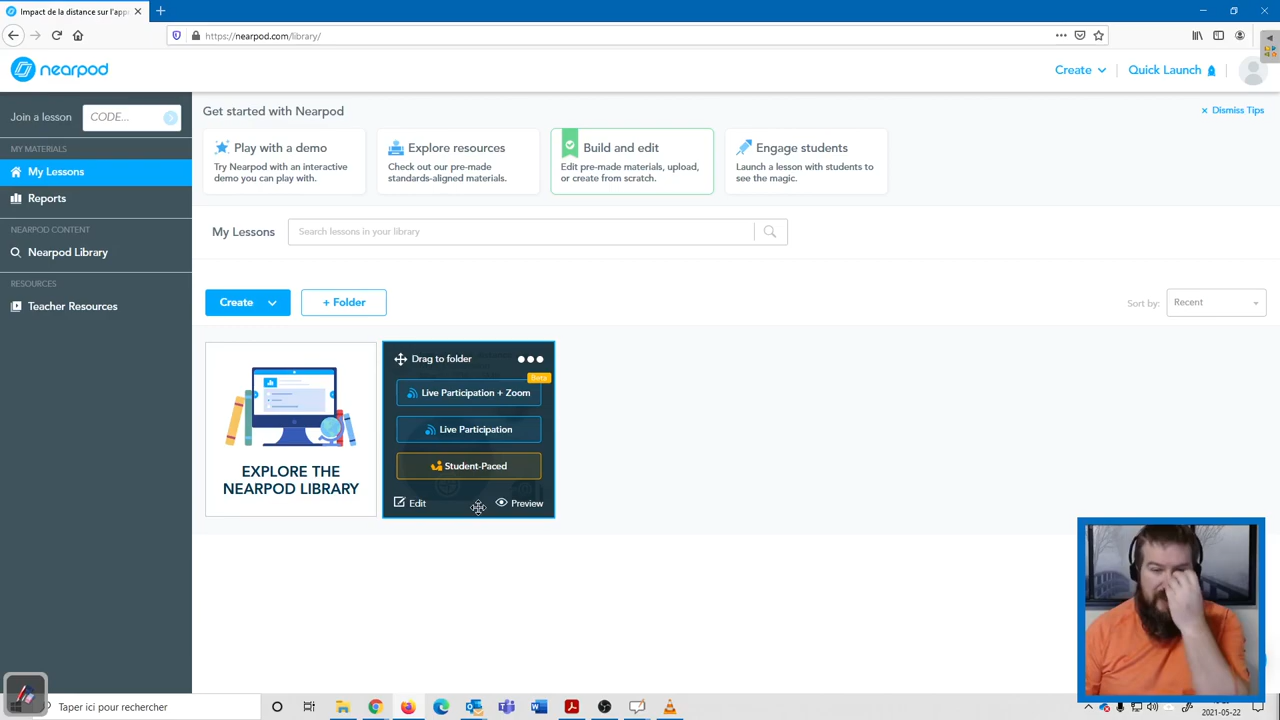 Impact de la distance sur l'app
https://nearpod.com/library/
nearpod
Create
Quick Launch
Join a lesson
CODE...
MY MATERIALS
My Lessons
Reports
NEARPOD CONTENT
Nearpod Library
RESOURCES
Teacher Resources
Get started with Nearpod
× Dismiss Tips
Play with a demo
Try Nearpod with an interactive
demo you can play with.
Explore resources
Check out our pre-made
standards-aligned materials.
Build and edit
Edit pre-made materials, upload,
or create from scratch.
Engage students
Launch a lesson with students to
see the magic.
My Lessons
Search lessons in your library
Create
+ Folder
Sort by:
Recent
EXPLORE THE
NEARPOD LIBRARY
Drag to folder
Beta
Live Participation + Zoom
Live Participation
Student-Paced
Edit
Preview
Taper ici pour rechercher
2021-05-22